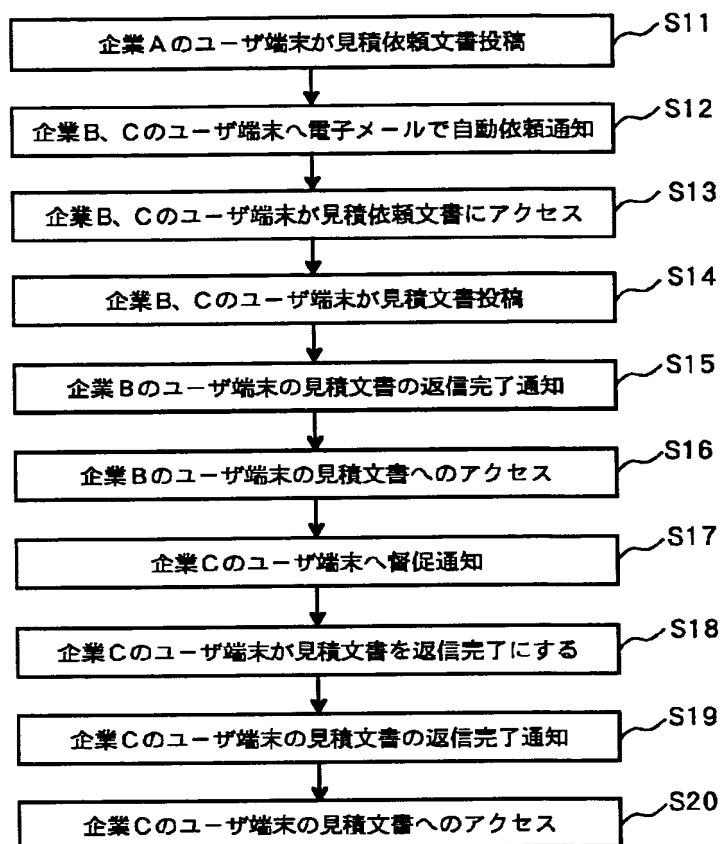 企業Aのユーザ端末が見積依頼文書投稿 S11
企業B、Cのユーザ端末へ電子メールで自動依頼通知 S12
企業B、Cのユーザ端末が見積依頼文書にアクセス S13
企業B、Cのユーザ端末が見積文書投稿 S14
企業Bのユーザ端末の見積文書の返信完了通知 S15
企業Bのユーザ端末の見積文書へのアクセス S16
企業Cのユーザ端末へ督促通知 S17
企業Cのユーザ端末が見積文書を返信完了にする S18
企業Cのユーザ端末の見積文書の返信完了通知 S19
企業Cのユーザ端末の見積文書へのアクセス S20